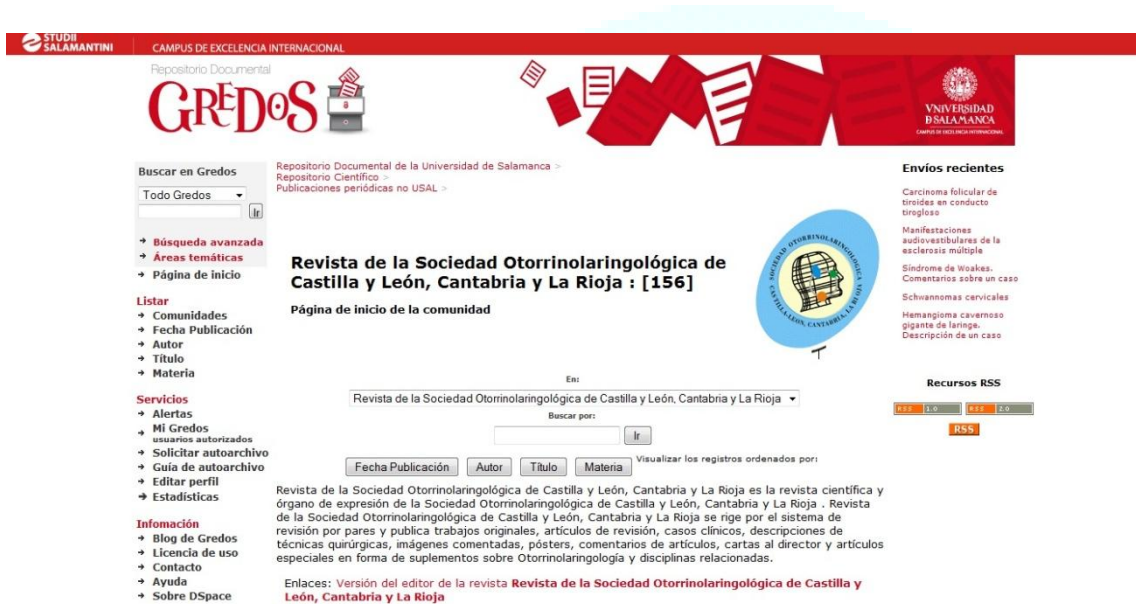 STUDII
SALAMANTINI
CAMPUS DE EXCELENCIA INTERNACIONAL
Repositorio Documental
GREDOS
VNIVERSIDAD
D SALAMANCA
CAMPUS DE EXCELENCIA INTERNACIONAL
Buscar en Gredos
Todo Gredos
Ir
Búsqueda avanzada
Áreas temáticas
Página de inicio
Listar
Comunidades
Fecha Publicación
Autor
Título
Materia
Servicios
Alertas
Mi Gredos
usuarios autorizados
Solicitar autoarchivo
Guía de autoarchivo
Editar perfil
Estadísticas
Infomación
Blog de Gredos
Licencia de uso
Contacto
Ayuda
Sobre DSpace
Repositorio Documental de la Universidad de Salamanca >
Repositorio Científico >
Publicaciones periódicas no USAL >
Revista de la Sociedad Otorrinolaringológica de
Castilla y León, Cantabria y La Rioja : [156]
Página de inicio de la comunidad
SOCIEDAD OTORRINOLARINGOLOGICA
CASTILLA-LEON, CANTABRIA Y LA RIOJA
En:
Revista de la Sociedad Otorrinolaringológica de Castilla y León, Cantabria y La Rioja
Buscar por:
Ir
Fecha Publicación Autor Título Materia Visualizar los registros ordenados por:
Revista de la Sociedad Otorrinolaringológica de Castilla y León, Cantabria y La Rioja es la revista científica y
órgano de expresión de la Sociedad Otorrinolaringológica de Castilla y León, Cantabria y La Rioja . Revista
de la Sociedad Otorrinolaringológica de Castilla y León, Cantabria y La Rioja se rige por el sistema de
revisión por pares y publica trabajos originales, artículos de revisión, casos clínicos, descripciones de
técnicas quirúrgicas, imágenes comentadas, pósters, comentarios de artículos, cartas al director y artículos
especiales en forma de suplementos sobre Otorrinolaringología y disciplinas relacionadas.
Enlaces: Versión del editor de la revista Revista de la Sociedad Otorrinolaringológica de Castilla y
León, Cantabria y La Rioja
Envíos recientes
Carcinoma folicular de
tiroides en conducto
tirogloso
Manifestaciones
audiovestibulares de la
esclerosis múltiple
Síndrome de Woakes.
Comentarios sobre un caso
Schwannomas cervicales
Hemangioma cavernoso
gigante de laringe.
Descripción de un caso
Recursos RSS
RSS 1.0 RSS 2.0
RSS